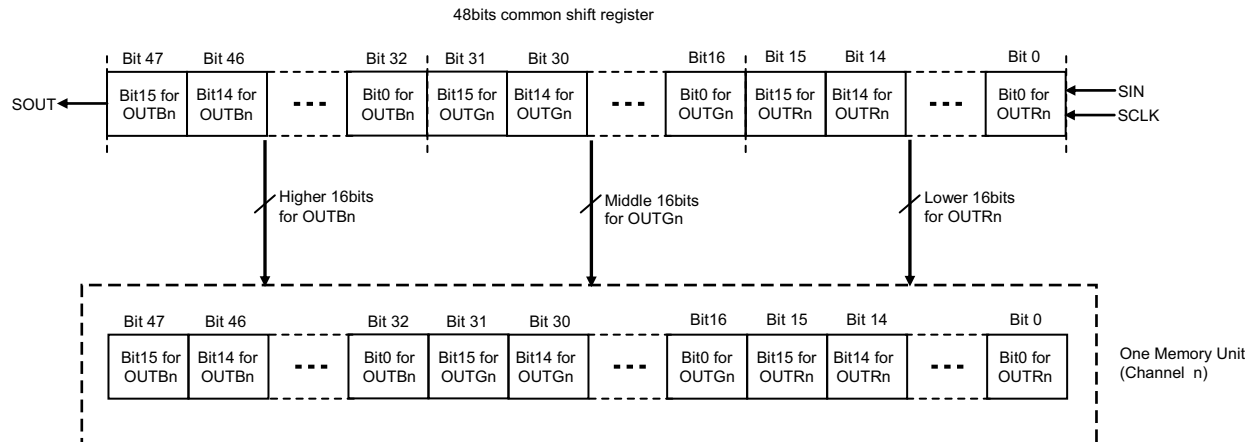 48bits common shift register
Bit 47 Bit 46 Bit 32 Bit 31 Bit 30 Bit16 Bit 15 Bit 14 Bit 0
SOUT
Bit15 for OUTBn
Bit14 for OUTBn
Bit0 for OUTBn
Bit15 for OUTGn
Bit14 for OUTGn
Bit0 for OUTGn
Bit15 for OUTRn
Bit14 for OUTRn
Bit0 for OUTRn
SIN
SCLK
Higher 16bits
for OUTBn
Middle 16bits
for OUTGn
Lower 16bits
for OUTRn
Bit 47 Bit 46 Bit 32 Bit 31 Bit 30 Bit16 Bit 15 Bit 14 Bit 0
Bit15 for OUTBn
Bit14 for OUTBn
Bit0 for OUTBn
Bit15 for OUTGn
Bit14 for OUTGn
Bit0 for OUTGn
Bit15 for OUTRn
Bit14 for OUTRn
Bit0 for OUTRn
One Memory Unit
(Channel n)